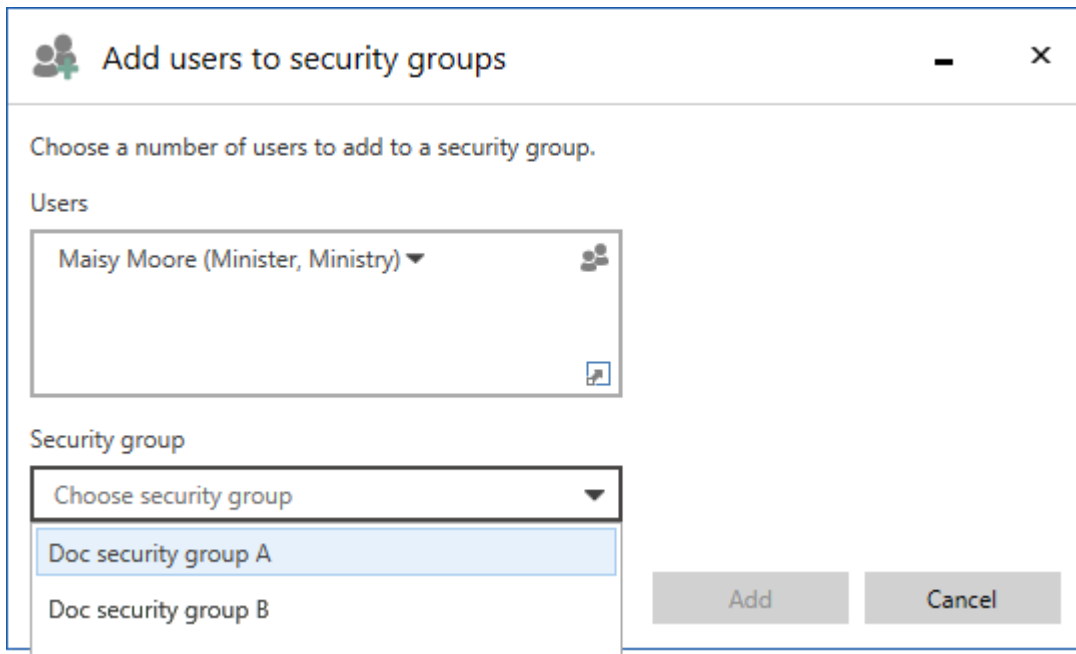 Add users to security groups
Choose a number of users to add to a security group.
Users
Maisy Moore (Minister, Ministry)
Security group
Choose security group
Doc security group A
Doc security group B
Add
Cancel